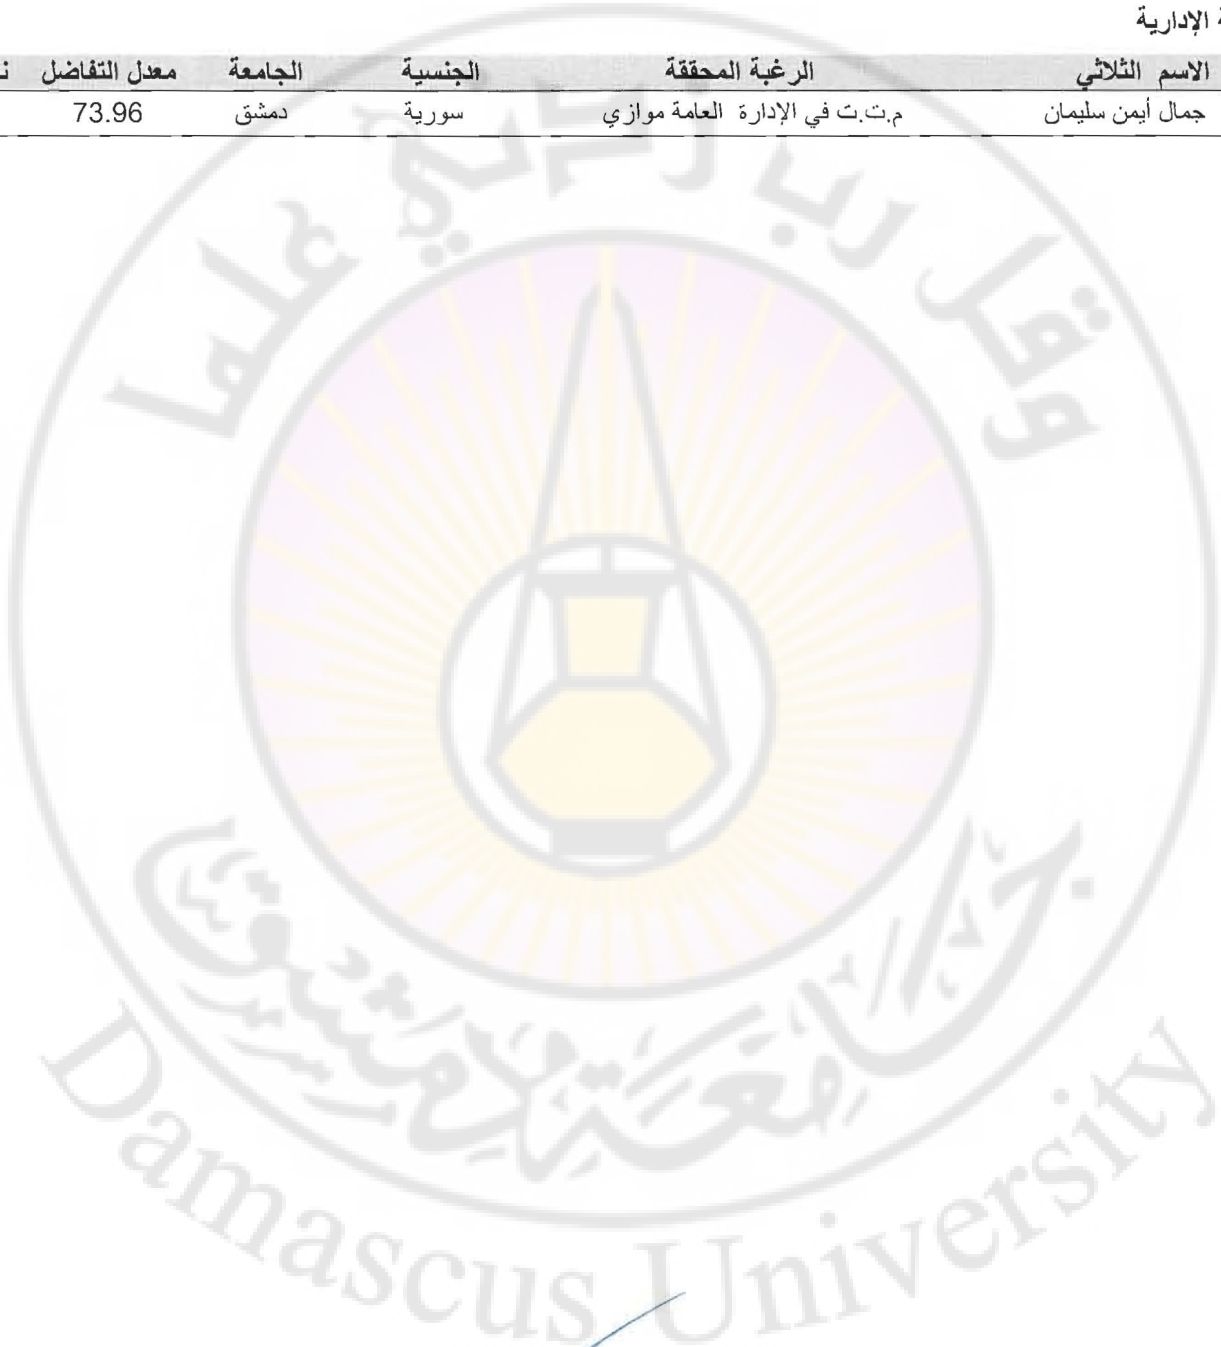 الإدارية
الاسم الثلاثي الرغبة المحققة الجنسية الجامعة معدل التفاضل
جمال أيمن سليمان م.ت.ت في الإدارة العامة موازي سورية دمشق 73.96
وقل رب زدني علما
جامعة دمشق
Damascus University